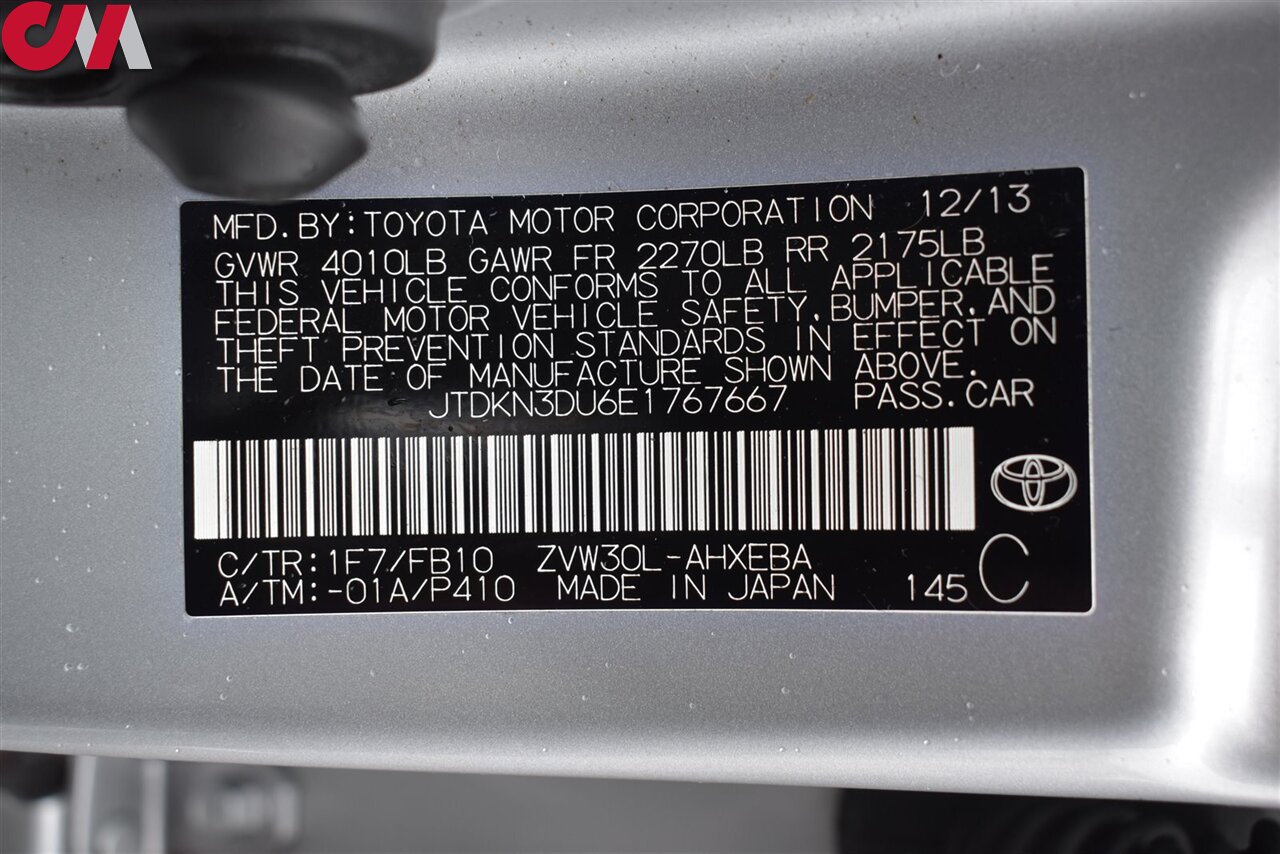 CM
MFD.BY:TOYOTA MOTOR CORPORATION 12/13
GVWR 4010LB GAWR FR 2270LB RR 2175LB
THIS VEHICLE CONFORMS TO ALL APPLICABLE
FEDERAL MOTOR VEHICLE SAFETY,BUMPER,AND
THEFT PREVENTION STANDARDS IN EFFECT ON
THE DATE OF MANUFACTURE SHOWN ABOVE.
JTDKN3DU6E1767667 PASS.CAR
C/TR:1F7/FB10 ZVW30L-AHXEBA
A/TM:-01A/P410 MADE IN JAPAN 145 C